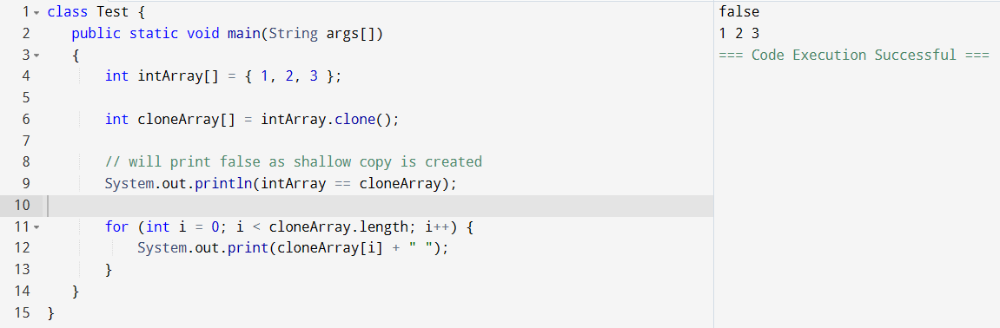 1 class Test {
2    public static void main(String args[])
3    {
4        int intArray[] = { 1, 2, 3 };
5
6        int cloneArray[] = intArray.clone();
7
8        // will print false as shallow copy is created
9        System.out.println(intArray == cloneArray);
10
11        for (int i = 0; i < cloneArray.length; i++) {
12            System.out.print(cloneArray[i] + " ");
13        }
14    }
15 }
false
1 2 3
=== Code Execution Successful ===